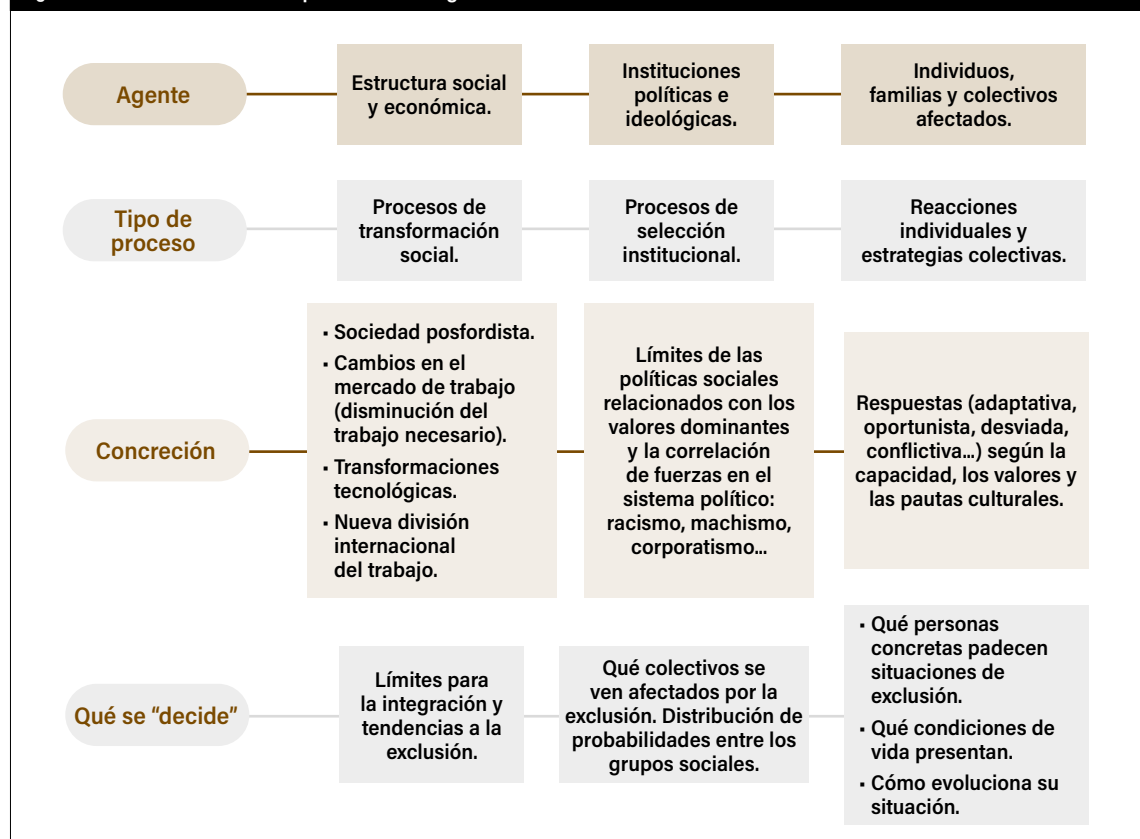 Agente
Estructura social
y económica.
Instituciones
políticas e
ideológicas.
Individuos,
familias y colectivos
afectados.
Tipo de
proceso
Procesos de
transformación
social.
Procesos de
selección
institucional.
Reacciones
individuales y
estrategias colectivas.
Concreción
▪ Sociedad posfordista.
▪ Cambios en el
mercado de trabajo
(disminución del
trabajo necesario).
▪ Transformaciones
tecnológicas.
▪ Nueva división
internacional
del trabajo.
Límites de las
políticas sociales
relacionados con los
valores dominantes
y la correlación
de fuerzas en el
sistema político:
racismo, machismo,
corporatismo...
Respuestas (adaptativa,
oportunista, desviada,
conflictiva...) según la
capacidad, los valores y
las pautas culturales.
Qué se "decide"
Límites para
la integración y
tendencias a la
exclusión.
Qué colectivos se
ven afectados por la
exclusión. Distribución de
probabilidades entre los
grupos sociales.
▪ Qué personas
concretas padecen
situaciones de
exclusión.
▪ Qué condiciones de
vida presentan.
▪ Cómo evoluciona su
situación.